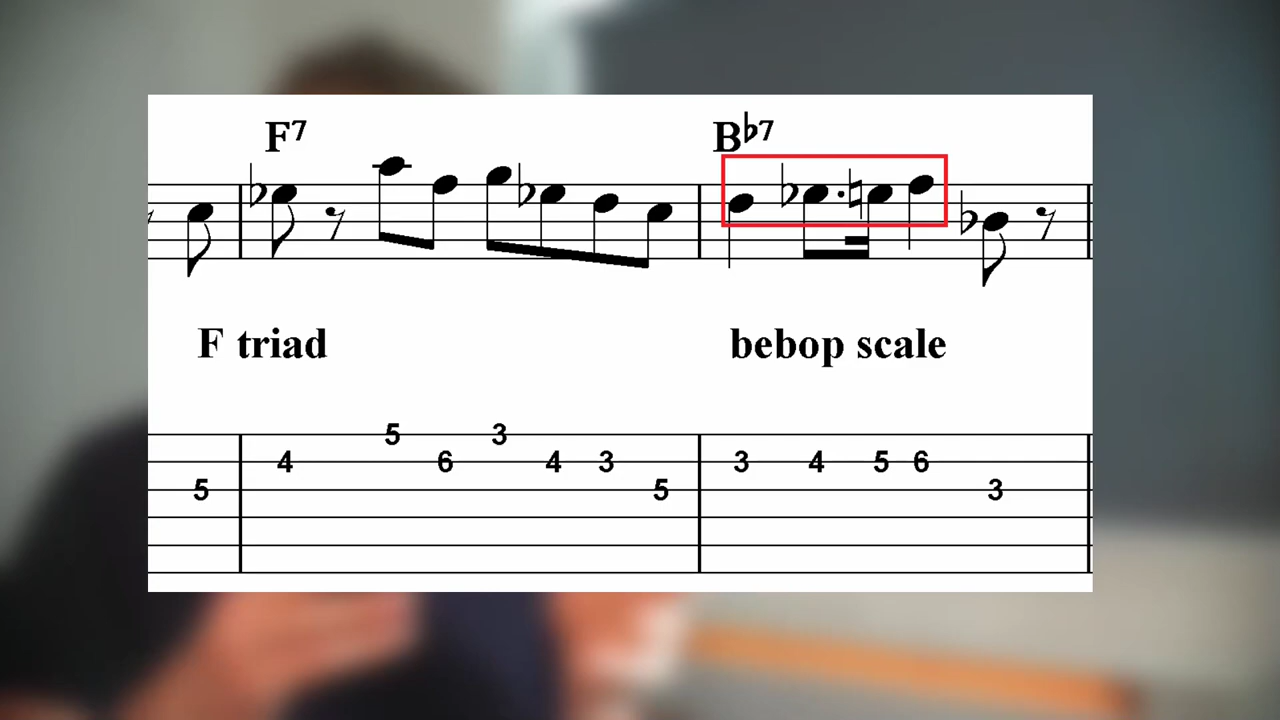 F7 B♭7
F triad bebop scale
5 3
4 6 4 3 3 4 5 6
5 5 3